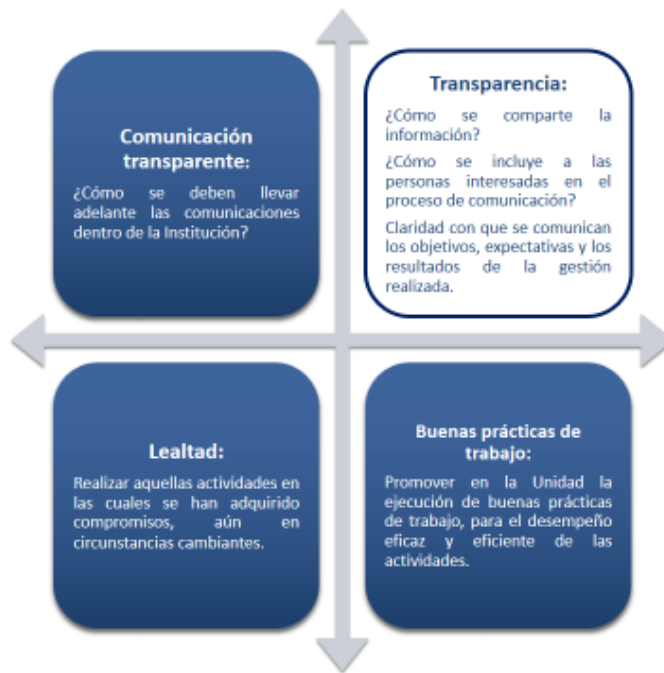 Comunicación
transparente:
¿Cómo se deben llevar
adelante las comunicaciones
dentro de la Institución?
Transparencia:
¿Cómo se comparte la
información?
¿Cómo se incluye a las
personas interesadas en el
proceso de comunicación?
Claridad con que se comunican
los objetivos, expectativas y los
resultados de la gestión
realizada.
Lealtad:
Realizar aquellas actividades en
las cuales se han adquirido
compromisos, aún en
circunstancias cambiantes.
Buenas prácticas de
trabajo:
Promover en la Unidad la
ejecución de buenas prácticas
de trabajo, para el desempeño
eficaz y eficiente de las
actividades.